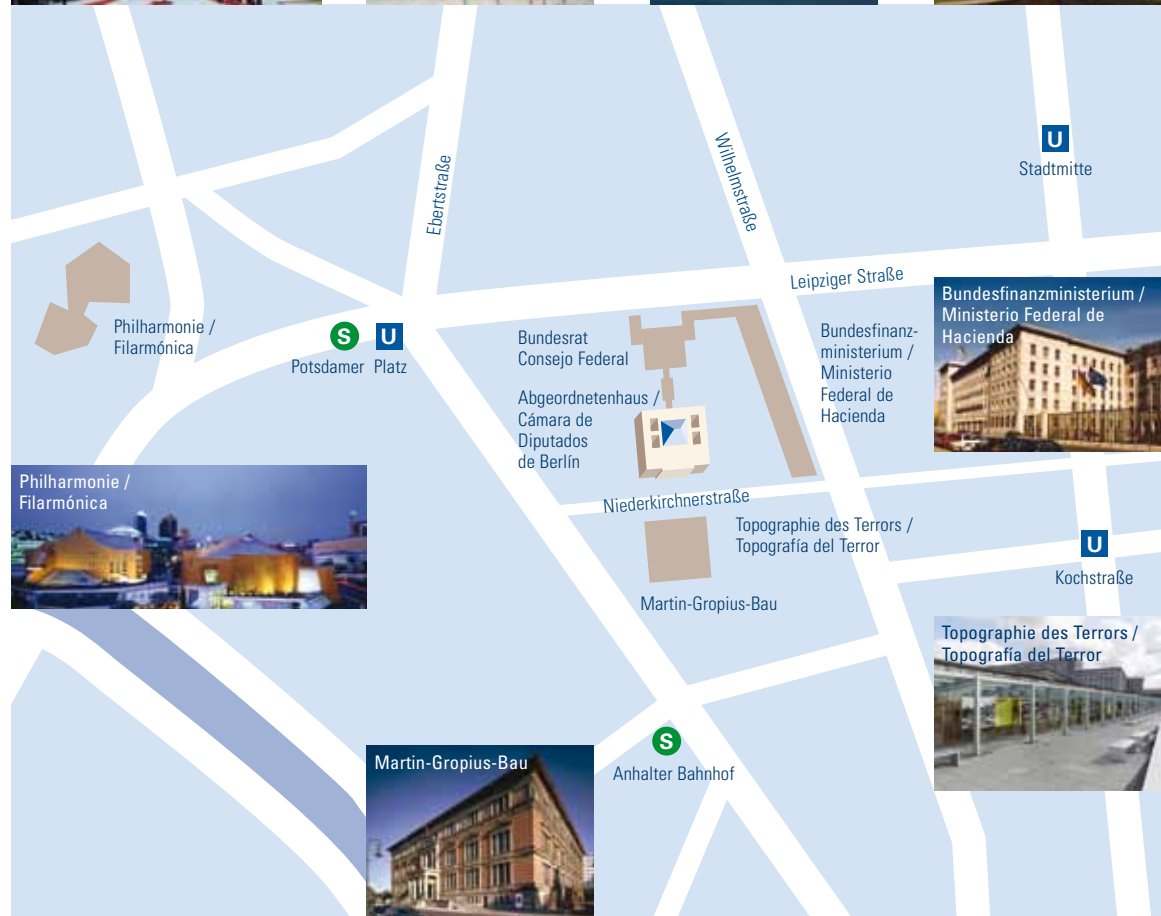 Ebertstraße
Wilhelmstraße
U
Stadtmitte
Leipziger Straße
Philharmonie /
Filarmónica
S U
Potsdamer Platz
Bundesrat
Consejo Federal
Abgeordnetenhaus /
Cámara de
Diputados
de Berlín
Bundesfinanz-
ministerium /
Ministerio
Federal de
Hacienda
Bundesfinanzministerium /
Ministerio Federal de
Hacienda
Philharmonie /
Filarmónica
Niederkirchnerstraße
Topographie des Terrors /
Topografía del Terror
U
Kochstraße
Martin-Gropius-Bau
Topographie des Terrors /
Topografía del Terror
S
Anhalter Bahnhof
Martin-Gropius-Bau